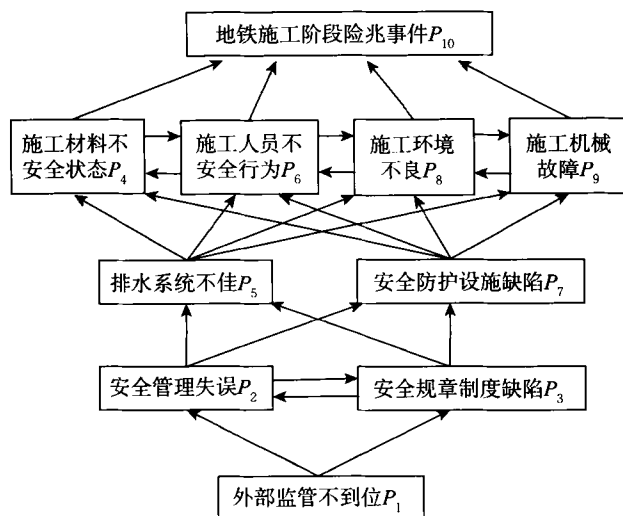 地铁施工阶段险兆事件P10
施工材料不
安全状态P4
施工人员不
安全行为P6
施工环境
不良P8
施工机械
故障P9
排水系统不佳P5
安全防护设施缺陷P7
安全管理失误P2
安全规章制度缺陷P3
外部监管不到位P1